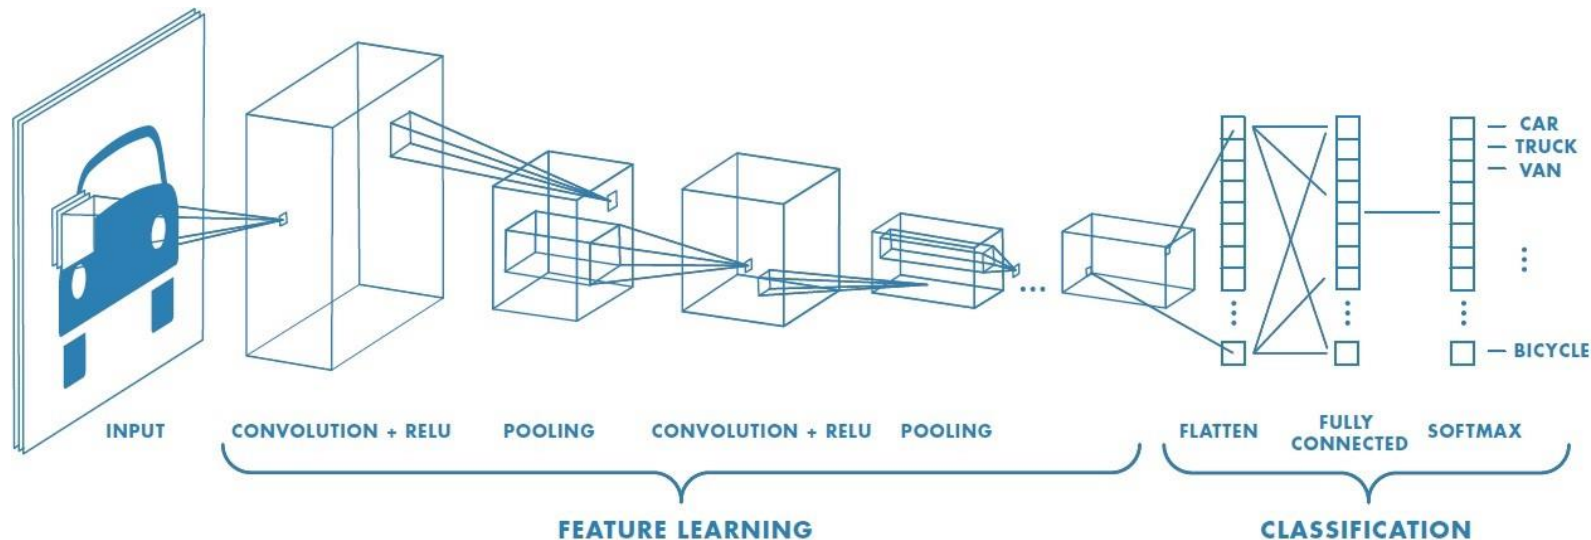 CAR
TRUCK
VAN
BICYCLE
INPUT
CONVOLUTION + RELU
POOLING
CONVOLUTION + RELU
POOLING
FLATTEN
FULLY
CONNECTED
SOFTMAX
FEATURE LEARNING
CLASSIFICATION